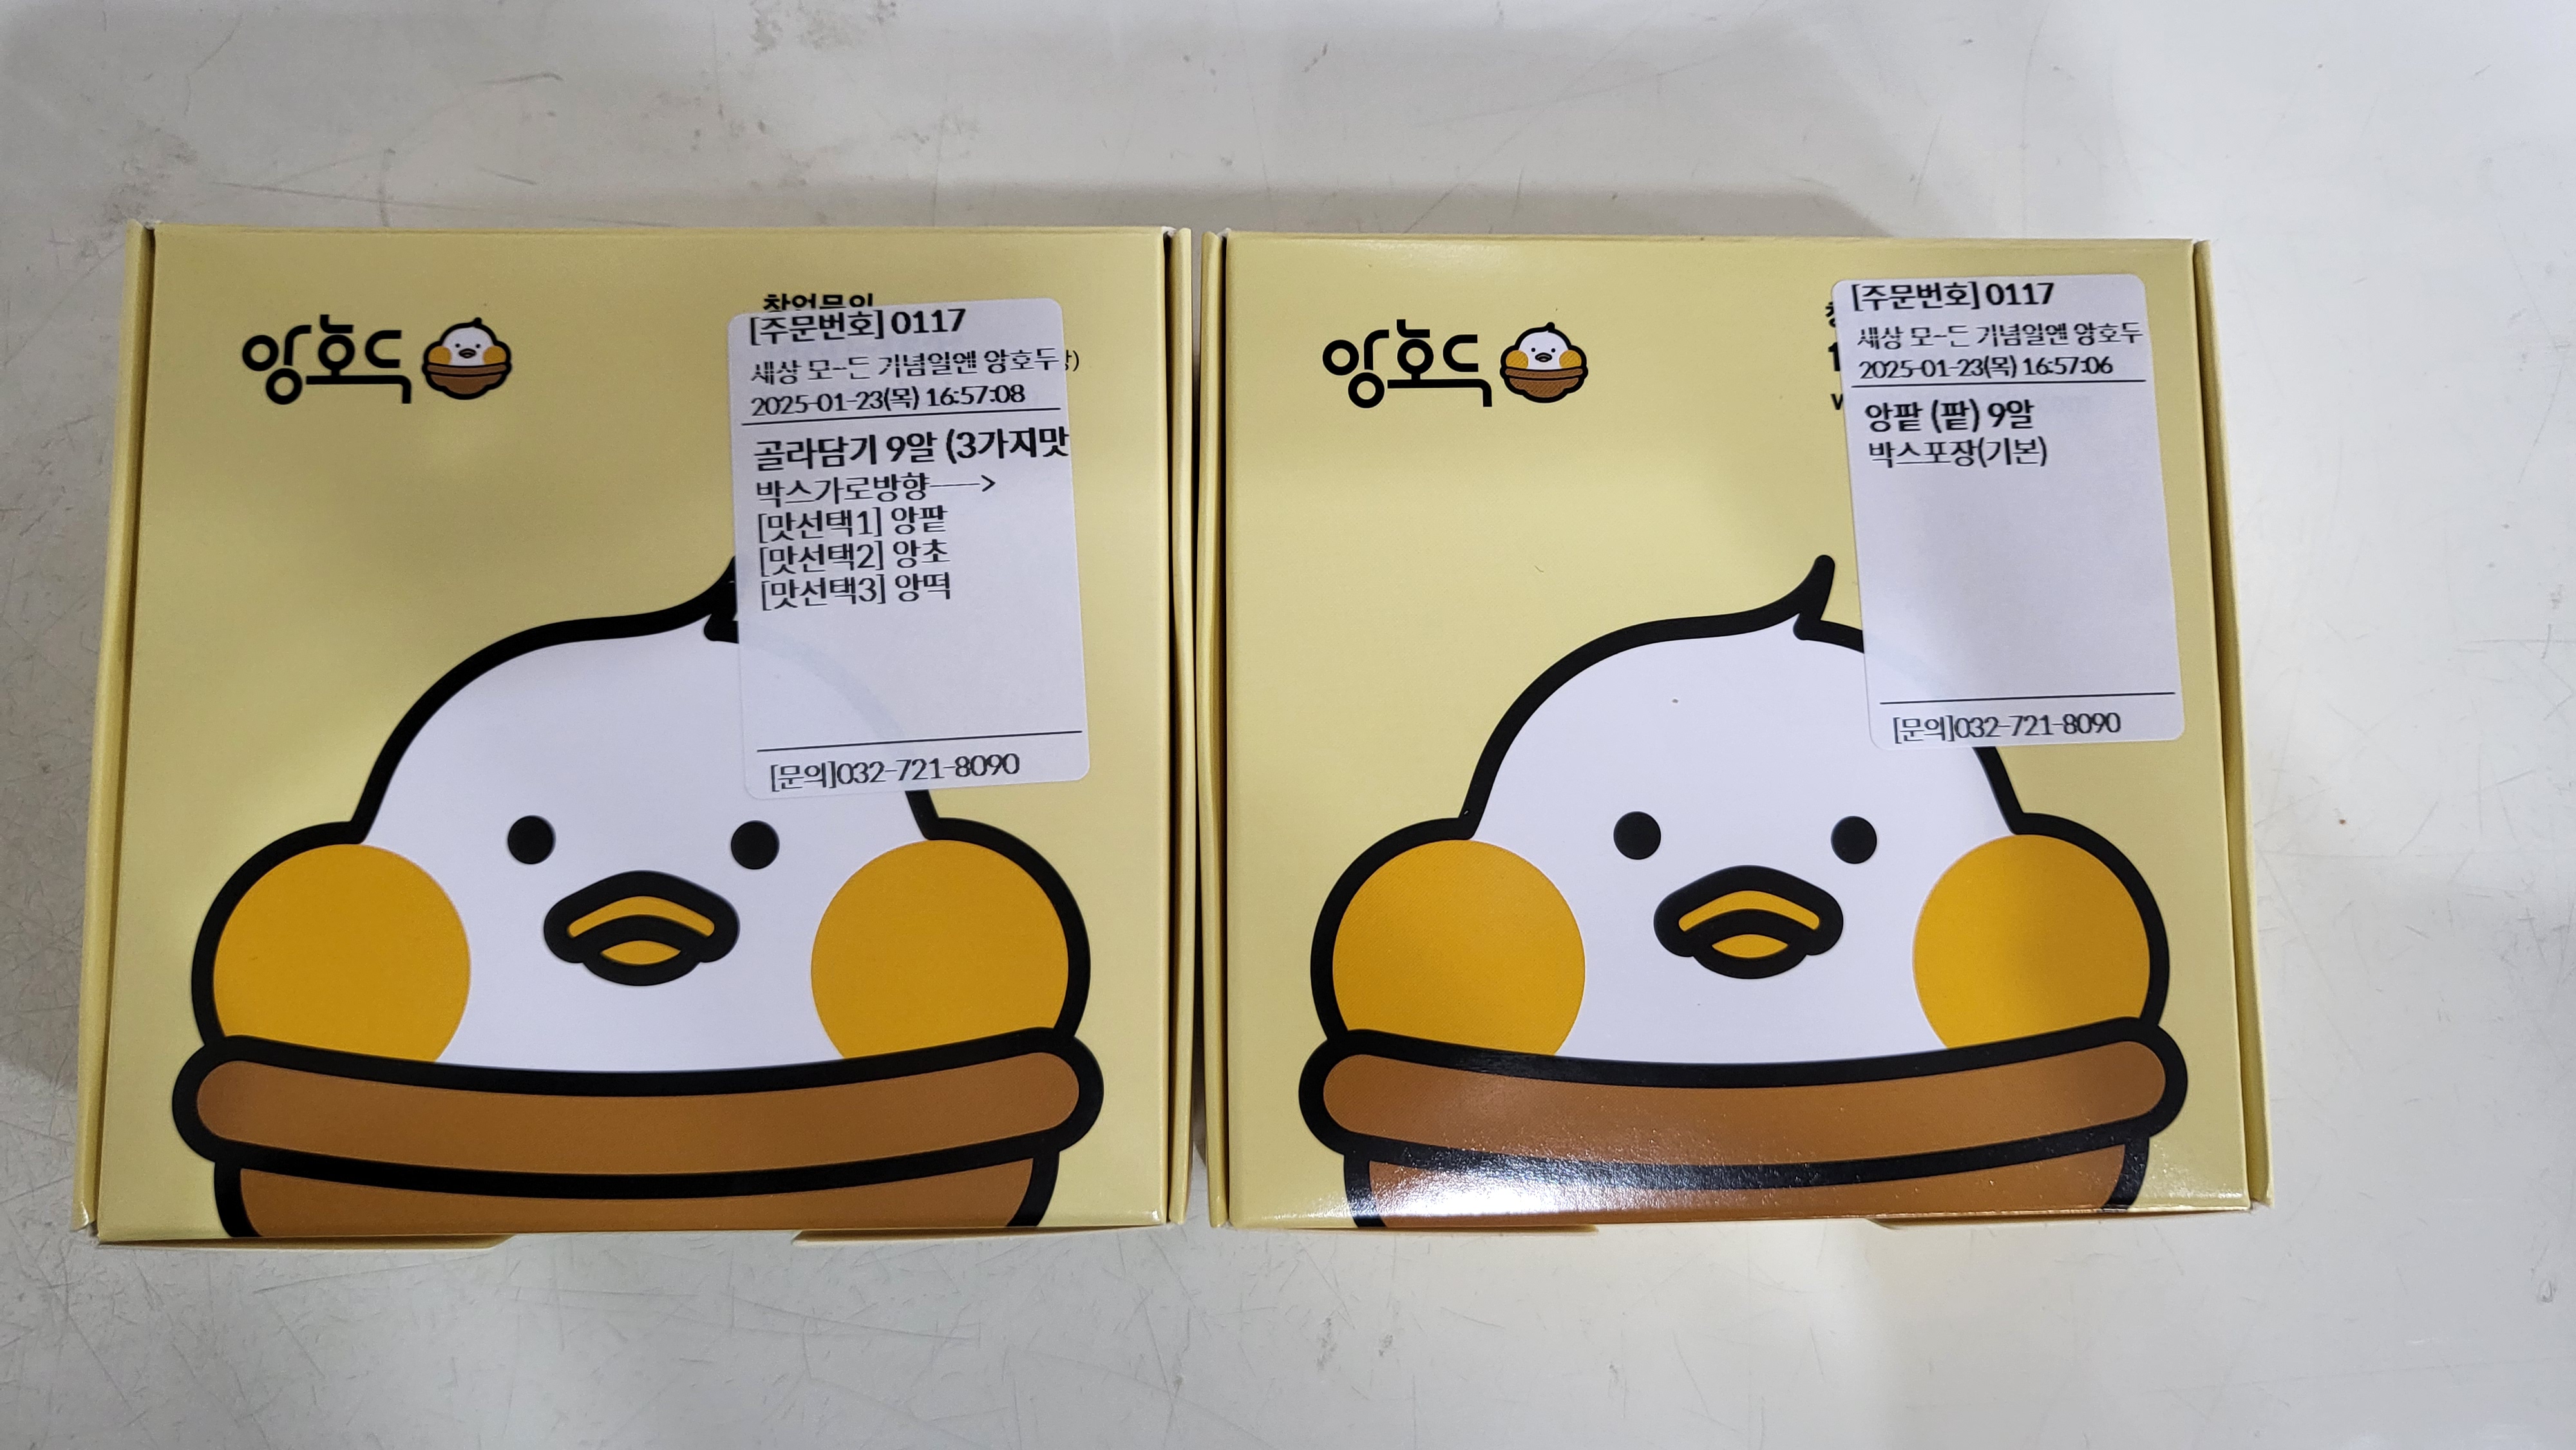 앙호두
창업문의
[주문번호] 0117
세상 모-든 기념일엔 앙호두
2025-01-23(목) 16:57:08
골라담기 9알 (3가지맛
박스가로방향---->
[맛선택1] 앙팥
[맛선택2] 앙초
[맛선택3] 앙떡
[문의]032-721-8090
앙호두
[주문번호] 0117
세상 모-든 기념일엔 앙호두
2025-01-23(목) 16:57:06
앙팥 (팥) 9알
박스포장(기본)
[문의]032-721-8090